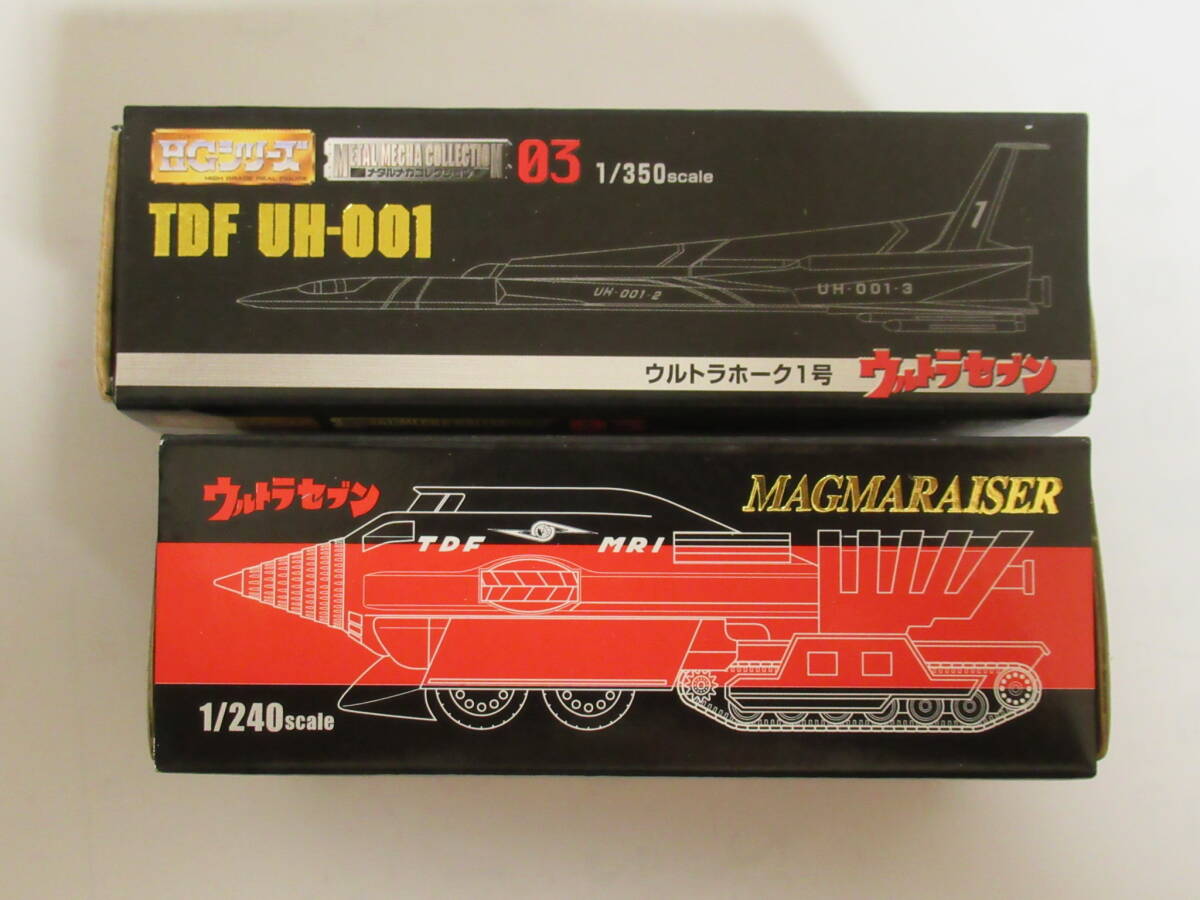 HGシリーズ
HIGH GRADE REAL FIGURE
METAL MECHA COLLECTION
メタルメカコレクション
03
1/350scale
TDF UH-001
7
UH-001-2
UH-001-3
ウルトラホーク1号
ウルトラセブン
ウルトラセブン
MAGMARAISER
TDF MRI
1/240scale